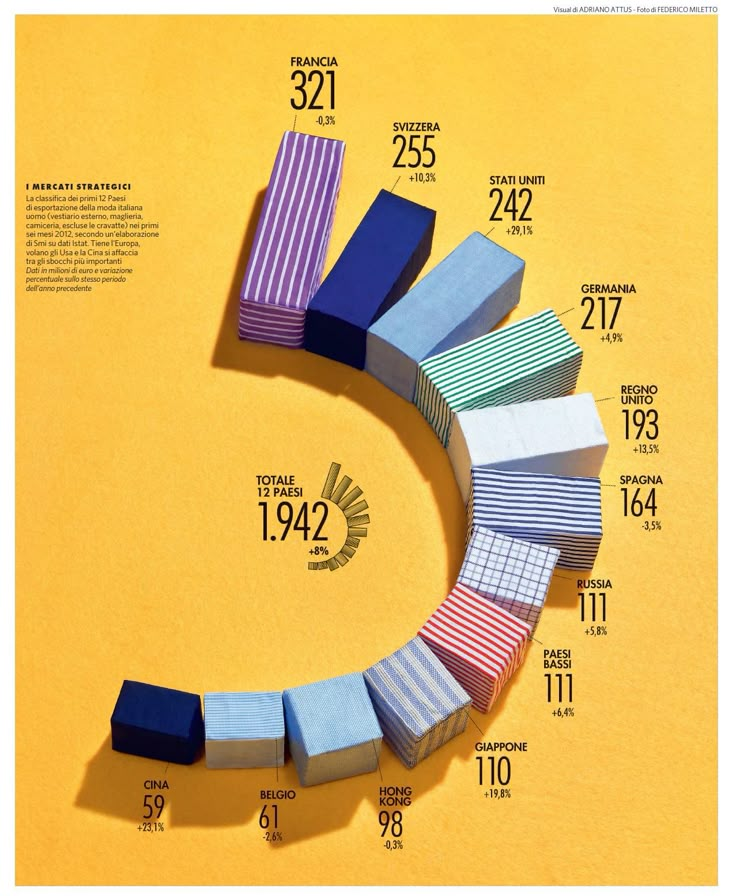 Visual di ADRIANO ATTUS - Foto di FEDERICO MILETTO
FRANCIA
321
-0,3%
SVIZZERA
255
+10,3%
STATI UNITI
242
+29,1%
I MERCATI STRATEGICI
La classifica dei primi 12 Paesi
di esportazione della moda italiana
uomo (vestiario esterno, maglieria,
camiceria, escluse le cravatte) nei primi
sei mesi 2012, secondo un'elaborazione
di Smi su dati Istat. Tiene l'Europa,
volano gli Usa e la Cina si affaccia
tra gli sbocchi più importanti
Dati in milioni di euro e variazione
percentuale sullo stesso periodo
dell'anno precedente
GERMANIA
217
+4,9%
REGNO
UNITO
193
+13,5%
SPAGNA
164
-3,5%
TOTALE
12 PAESI
1.942
+8%
RUSSIA
111
+5,8%
PAESI
BASSI
111
+6,4%
GIAPPONE
110
+19,8%
HONG
KONG
98
-0,3%
BELGIO
61
-2,6%
CINA
59
+23,1%